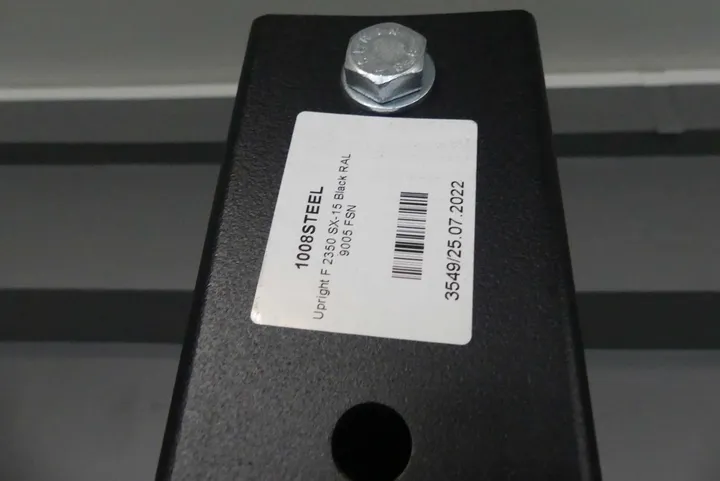 1008STEEL
Upright F 2350 SX-15 Black RAL
9005 FSN
3549/25.07.2022